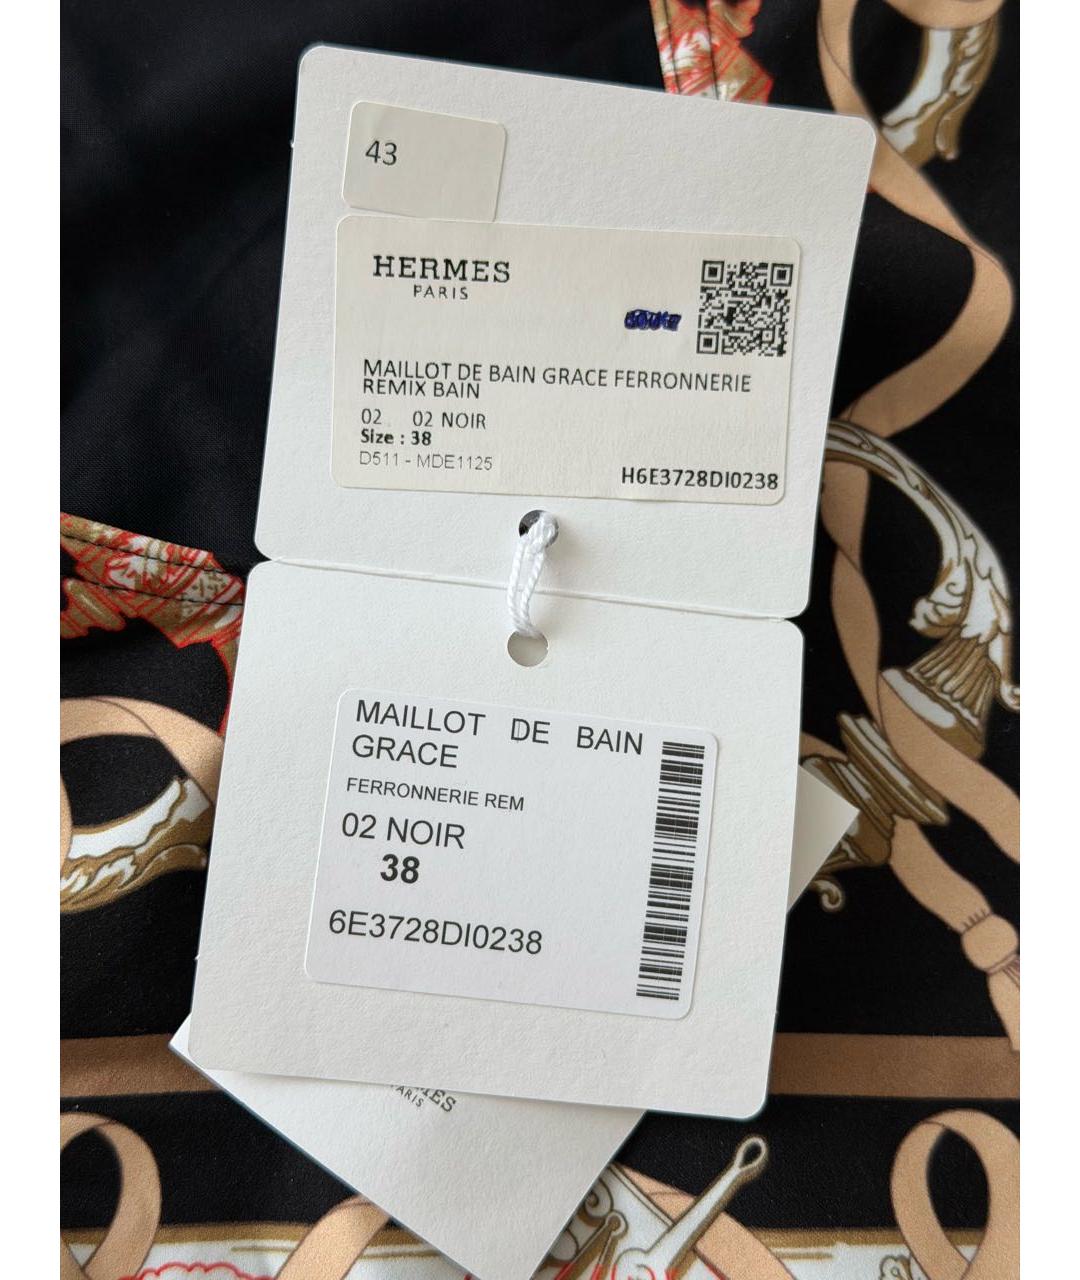 43
HERMES
PARIS
MAILLOT DE BAIN GRACE FERRONNERIE
REMIX BAIN
02 02 NOIR
Size : 38
D511 - MDE1125
H6E3728DI0238
MAILLOT DE BAIN
GRACE
FERRONNERIE REM
02 NOIR
38
6E3728DI0238